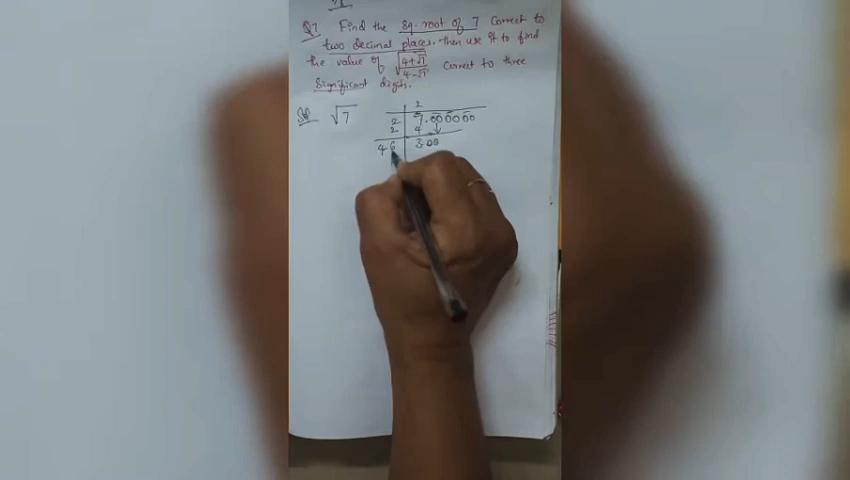 Q7 Find the sq. root of 7 correct to
two decimal places. then use it to find
the value of √(4+√7 / 4-√7) correct to three
significant digits.
Sol √7
2
2 7.000000
2 4
46 3.00